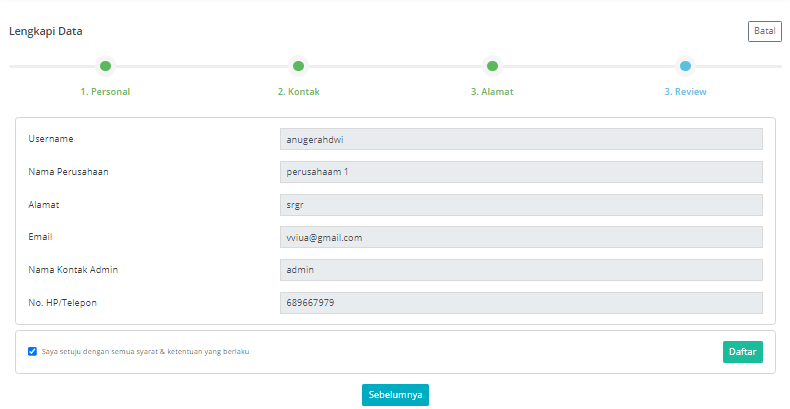 Lengkapi Data
Batal
1. Personal
2. Kontak
3. Alamat
3. Review
Username
anugerahdwi
Nama Perusahaan
perusahaam 1
Alamat
srgr
Email
vviua@gmail.com
Nama Kontak Admin
admin
No. HP/Telepon
689667979
Saya setuju dengan semua syarat & ketentuan yang berlaku
Daftar
Sebelumnya